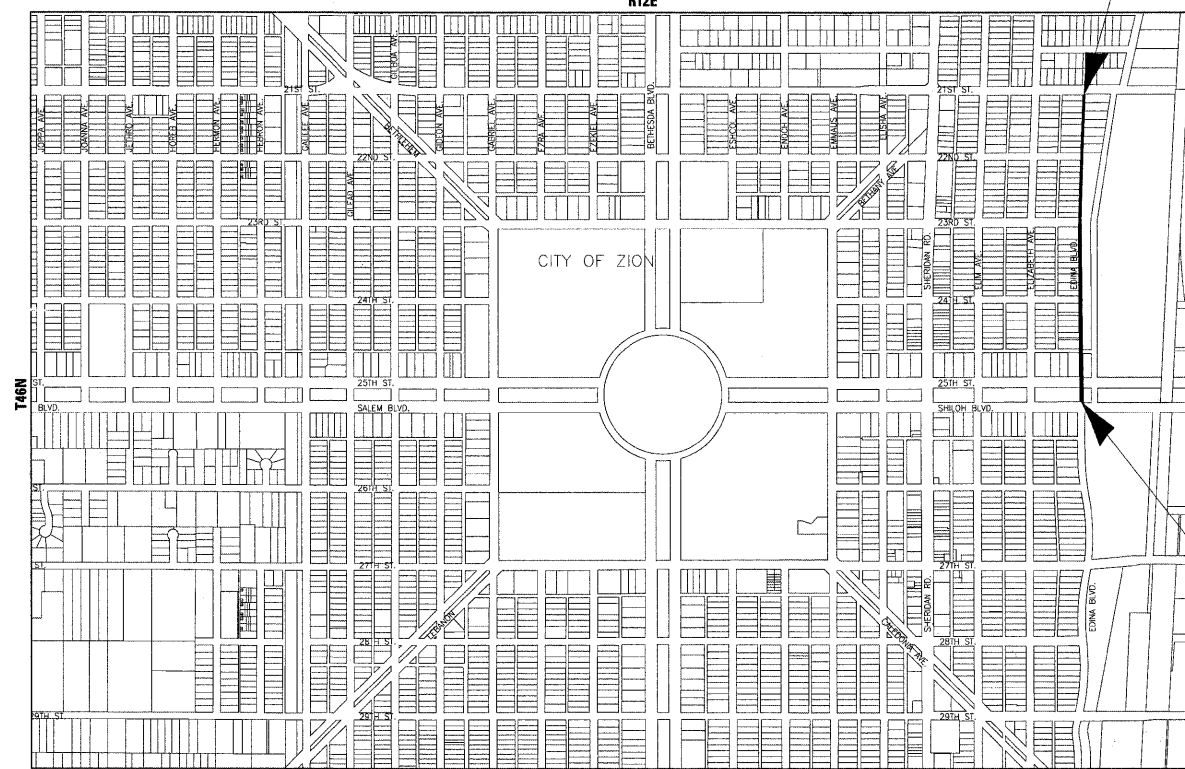 R12E
T46N
21ST ST.
21ST ST.
JOPPA AVE.
JOANNA AVE.
JETHRO AVE.
HERMON AVE.
HEBRON AVE.
GALILEE AVE.
GILBOA AVE.
BETHLEHEM
GIDEON AVE.
GABRIEL AVE.
EZRA AVE.
EZEKIEL AVE.
BETHESDA BLVD.
ESHCOL AVE.
ENOCH AVE.
EMMAUS AVE.
ELISHA AVE.
22ND ST.
22ND ST.
GILEAD AVE.
BETHANY AVE.
23RD ST.
23RD ST.
CITY OF ZION
SHERIDAN RD.
ELIM AVE.
ELIZABETH AVE.
EDINA BLVD.
24TH ST.
24TH ST.
ST.
25TH ST.
25TH ST.
BLVD.
SALEM BLVD.
SHILOH BLVD.
ST.
26TH ST.
ST.
27TH ST.
27TH ST.
LEBANON
SHERIDAN RD.
EDINA BLVD.
CALEDONIA AVE.
28TH ST.
28TH ST.
29TH ST.
29TH ST.
29TH ST.